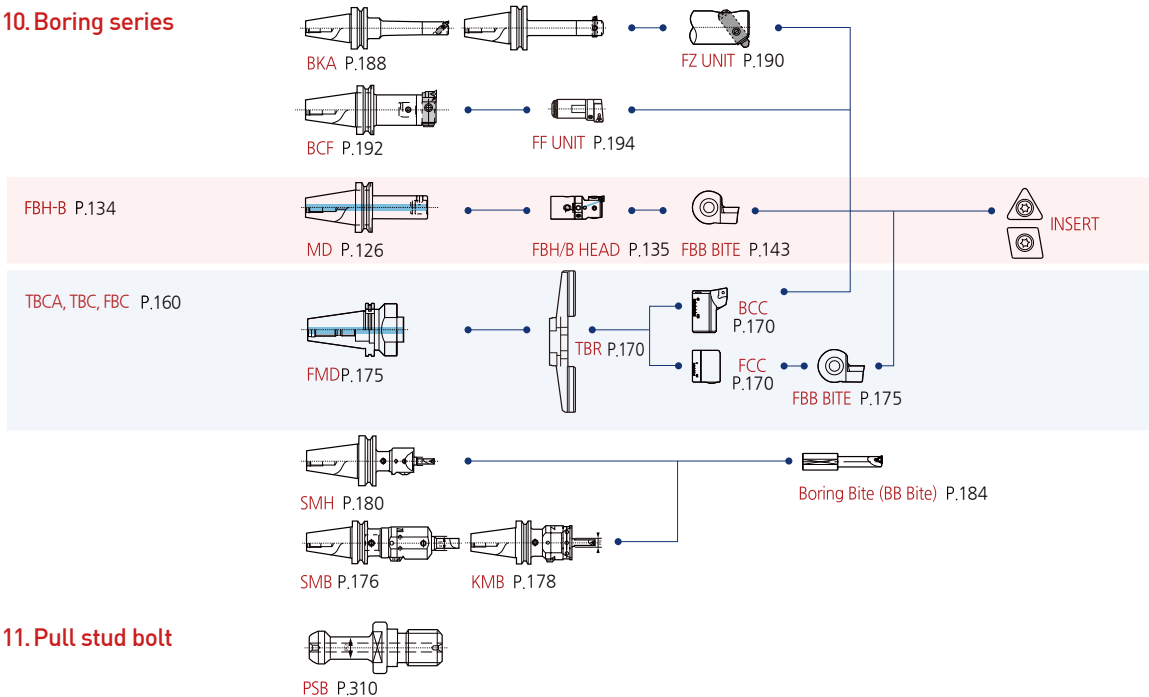 10. Boring series
BKA P.188
FZ UNIT P.190
BCF P.192
FF UNIT P.194
FBH-B P.134
MD P.126
FBH/B HEAD P.135
FBB BITE P.143
INSERT
TBCA, TBC, FBC P.160
FMD P.175
TBR P.170
BCC
P.170
FCC
P.170
FBB BITE P.175
SMH P.180
Boring Bite (BB Bite) P.184
SMB P.176
KMB P.178
11. Pull stud bolt
PSB P.310